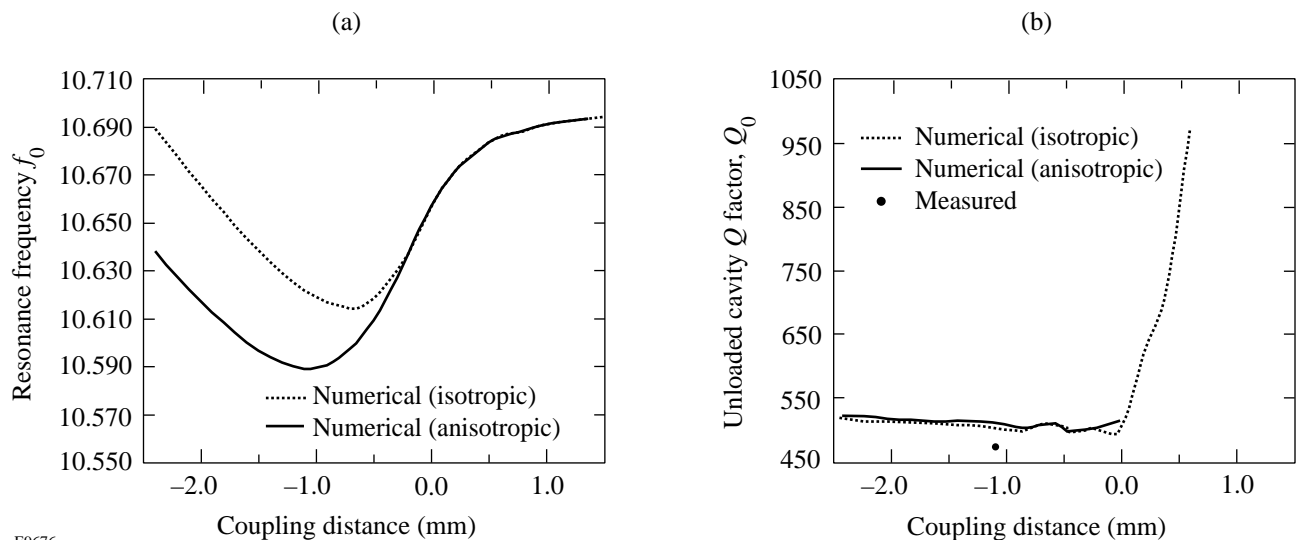 (a)
10.710
10.690
10.670
10.650
10.630
10.610
10.590
10.570
10.550
Resonance frequency f0
Numerical (isotropic)
Numerical (anisotropic)
–2.0 –1.0 0.0 1.0
Coupling distance (mm)
(b)
1050
950
850
750
650
550
450
Unloaded cavity Q factor, Q0
Numerical (isotropic)
Numerical (anisotropic)
Measured
–2.0 –1.0 0.0 1.0
Coupling distance (mm)